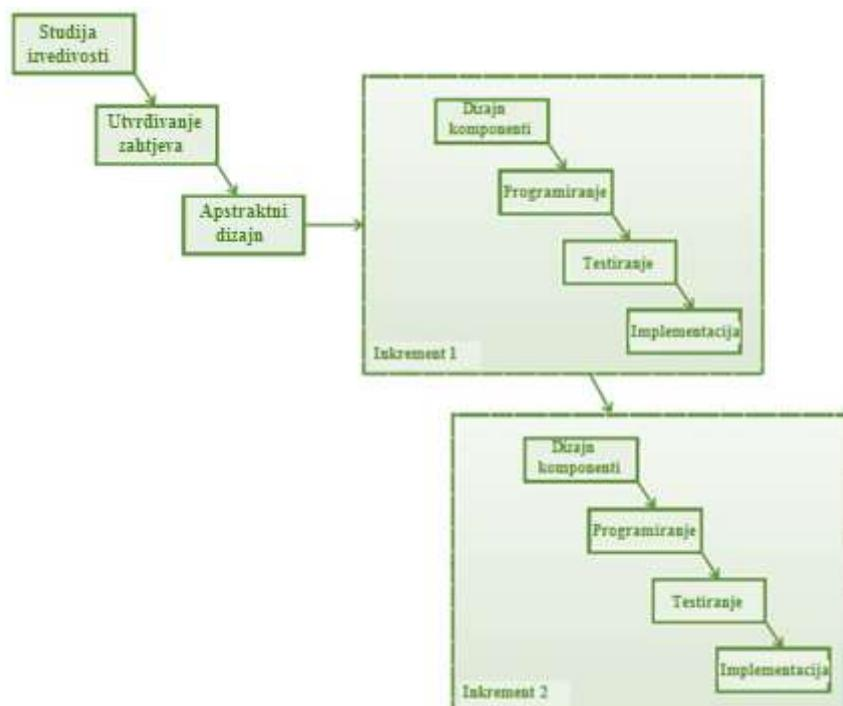 Studija
izvedivosti
Utvrđivanje
zahtjeva
Apstraktni
dizajn
Dizajn
komponenti
Programiranje
Testiranje
Implementacija
Inkrement 1
Dizajn
komponenti
Programiranje
Testiranje
Implementacija
Inkrement 2